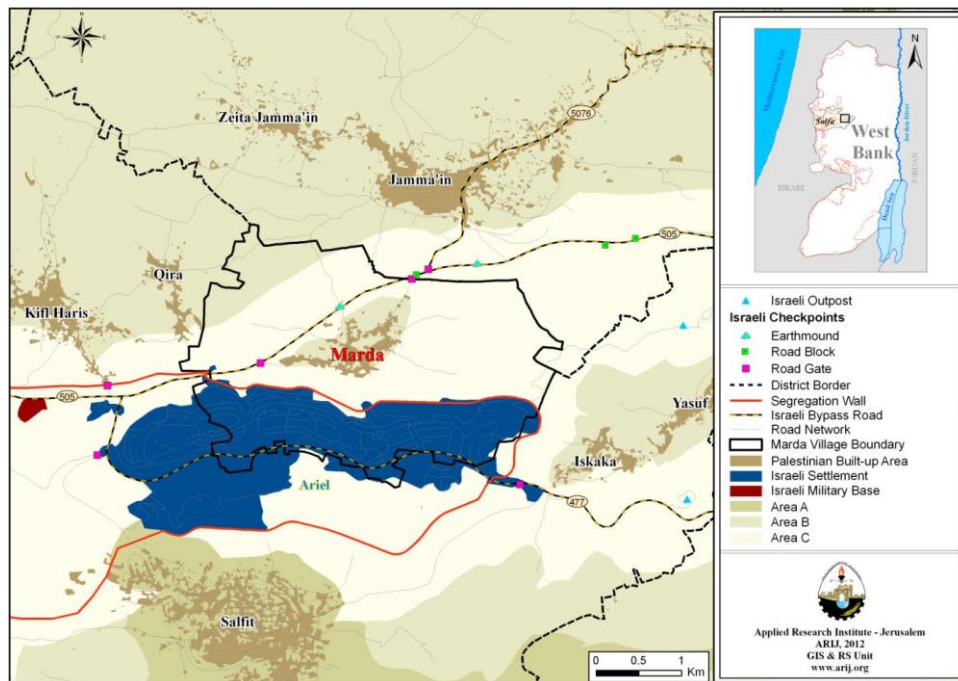 Zeita Jamma'in
5076
Jamma'in
505
Qira
Kifl Haris
Marda
505
Yasuf
Iskaka
Ariel
477
Salfit
0 0.5 1
Km
N
Mediterranean Sea
Salfit
West
Bank
Jordan River
ISRAEL
JORDAN
Dead Sea
Israeli Outpost
Israeli Checkpoints
Earthmound
Road Block
Road Gate
District Border
Segregation Wall
Israeli Bypass Road
Road Network
Marda Village Boundary
Palestinian Built-up Area
Israeli Settlement
Israeli Military Base
Area A
Area B
Area C
Applied Research Institute - Jerusalem
ARIJ, 2012
GIS & RS Unit
www.arij.org